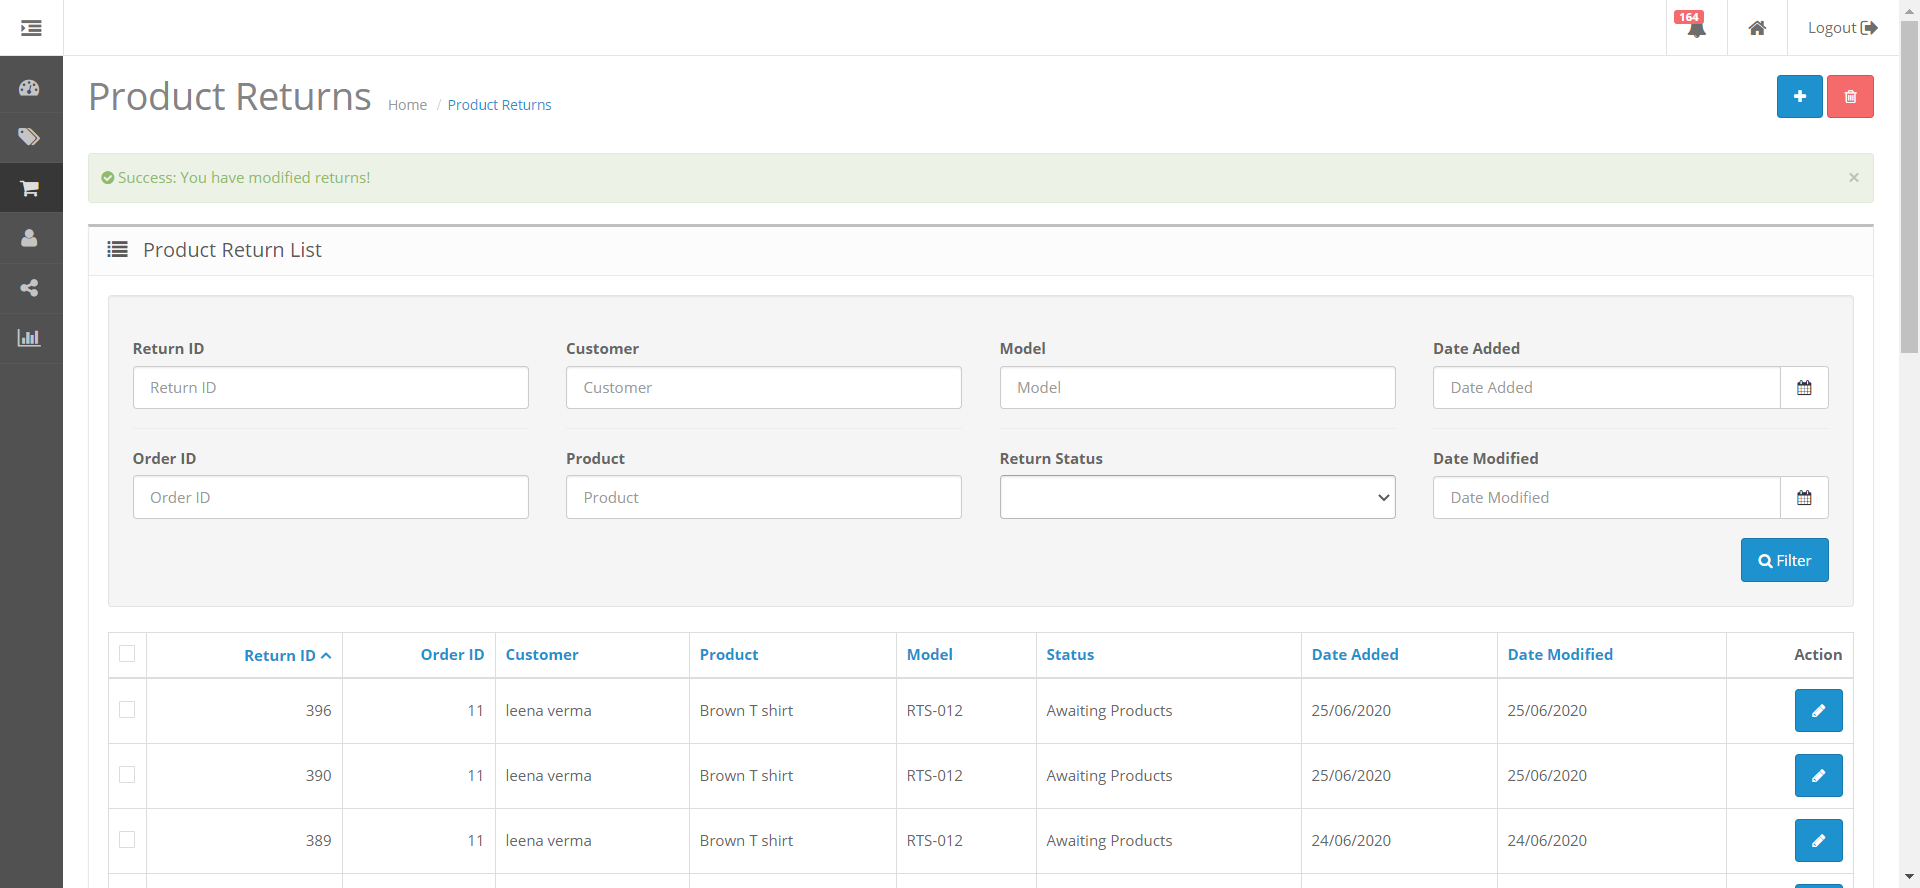 164
Logout
Product Returns Home / Product Returns
Success: You have modified returns! ×
Product Return List
Return ID Customer Model Date Added
Return ID Customer Model Date Added
Order ID Product Return Status Date Modified
Order ID Product Date Modified
Filter
Return ID Order ID Customer Product Model Status Date Added Date Modified Action
396 11 leena verma Brown T shirt RTS-012 Awaiting Products 25/06/2020 25/06/2020
390 11 leena verma Brown T shirt RTS-012 Awaiting Products 25/06/2020 25/06/2020
389 11 leena verma Brown T shirt RTS-012 Awaiting Products 24/06/2020 24/06/2020